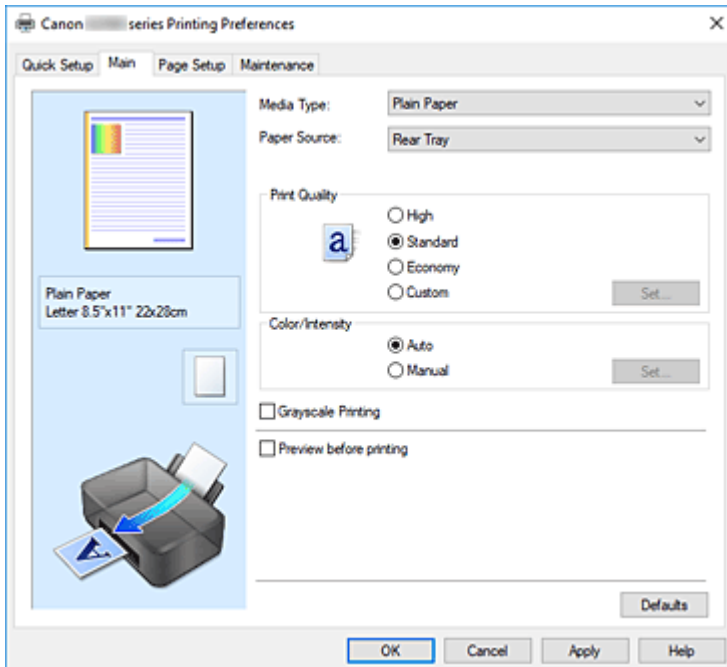 Canon series Printing Preferences
Quick Setup Main Page Setup Maintenance
Media Type: Plain Paper
Paper Source: Rear Tray
Print Quality
a
High
Standard
Economy
Custom Set...
Plain Paper
Letter 8.5"x11" 22x28cm
Color/Intensity
Auto
Manual Set...
Grayscale Printing
Preview before printing
A
Defaults
OK Cancel Apply Help